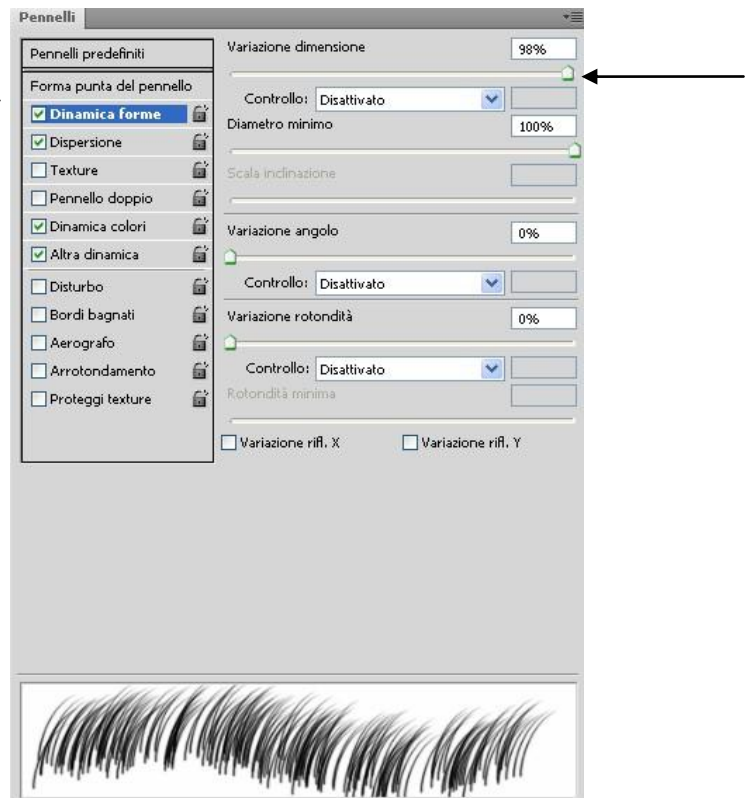 Pennelli
Pennelli predefiniti
Forma punta del pennello
Dinamica forme
Dispersione
Texture
Pennello doppio
Dinamica colori
Altra dinamica
Disturbo
Bordi bagnati
Aerografo
Arrotondamento
Proteggi texture
Variazione dimensione 98%
Controllo: Disattivato
Diametro minimo 100%
Scala inclinazione
Variazione angolo 0%
Controllo: Disattivato
Variazione rotondità 0%
Controllo: Disattivato
Rotondità minima
Variazione rifl. X Variazione rifl. Y